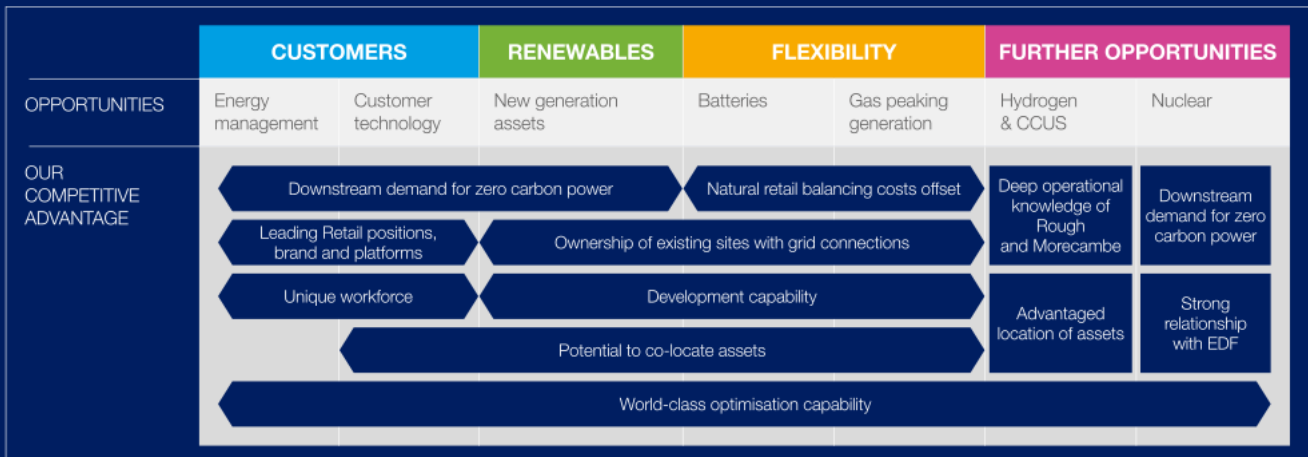 CUSTOMERS RENEWABLES FLEXIBILITY FURTHER OPPORTUNITIES
OPPORTUNITIES
Energy
management
Customer
technology
New generation
assets
Batteries
Gas peaking
generation
Hydrogen
& CCUS
Nuclear
OUR
COMPETITIVE
ADVANTAGE
Downstream demand for zero carbon power
Natural retail balancing costs offset
Leading Retail positions,
brand and platforms
Ownership of existing sites with grid connections
Unique workforce
Development capability
Potential to co-locate assets
Deep operational
knowledge of
Rough
and Morecambe
Downstream
demand for zero
carbon power
Advantaged
location of assets
Strong
relationship
with EDF
World-class optimisation capability